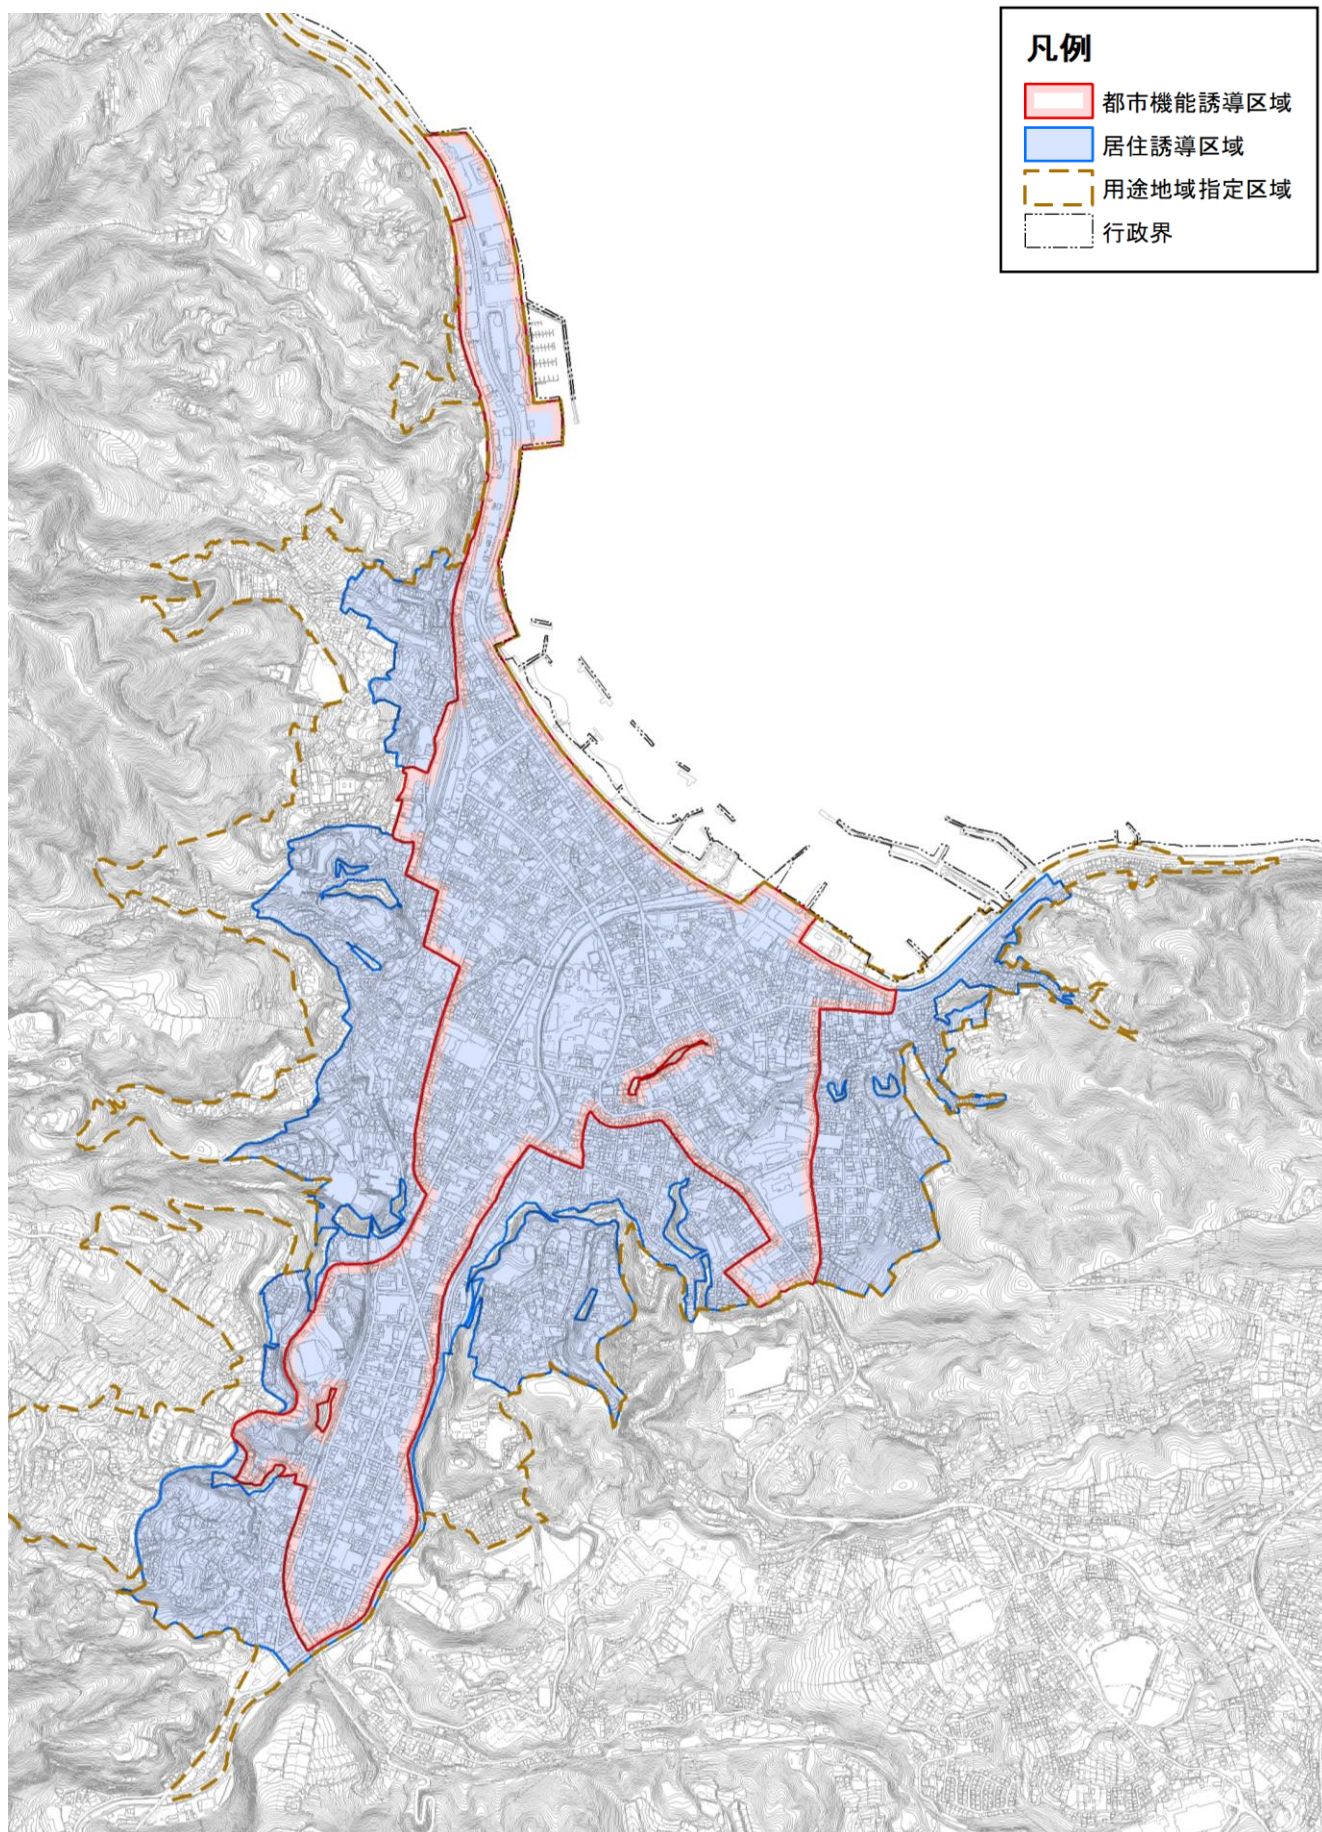 凡例
都市機能誘導区域
居住誘導区域
用途地域指定区域
行政界